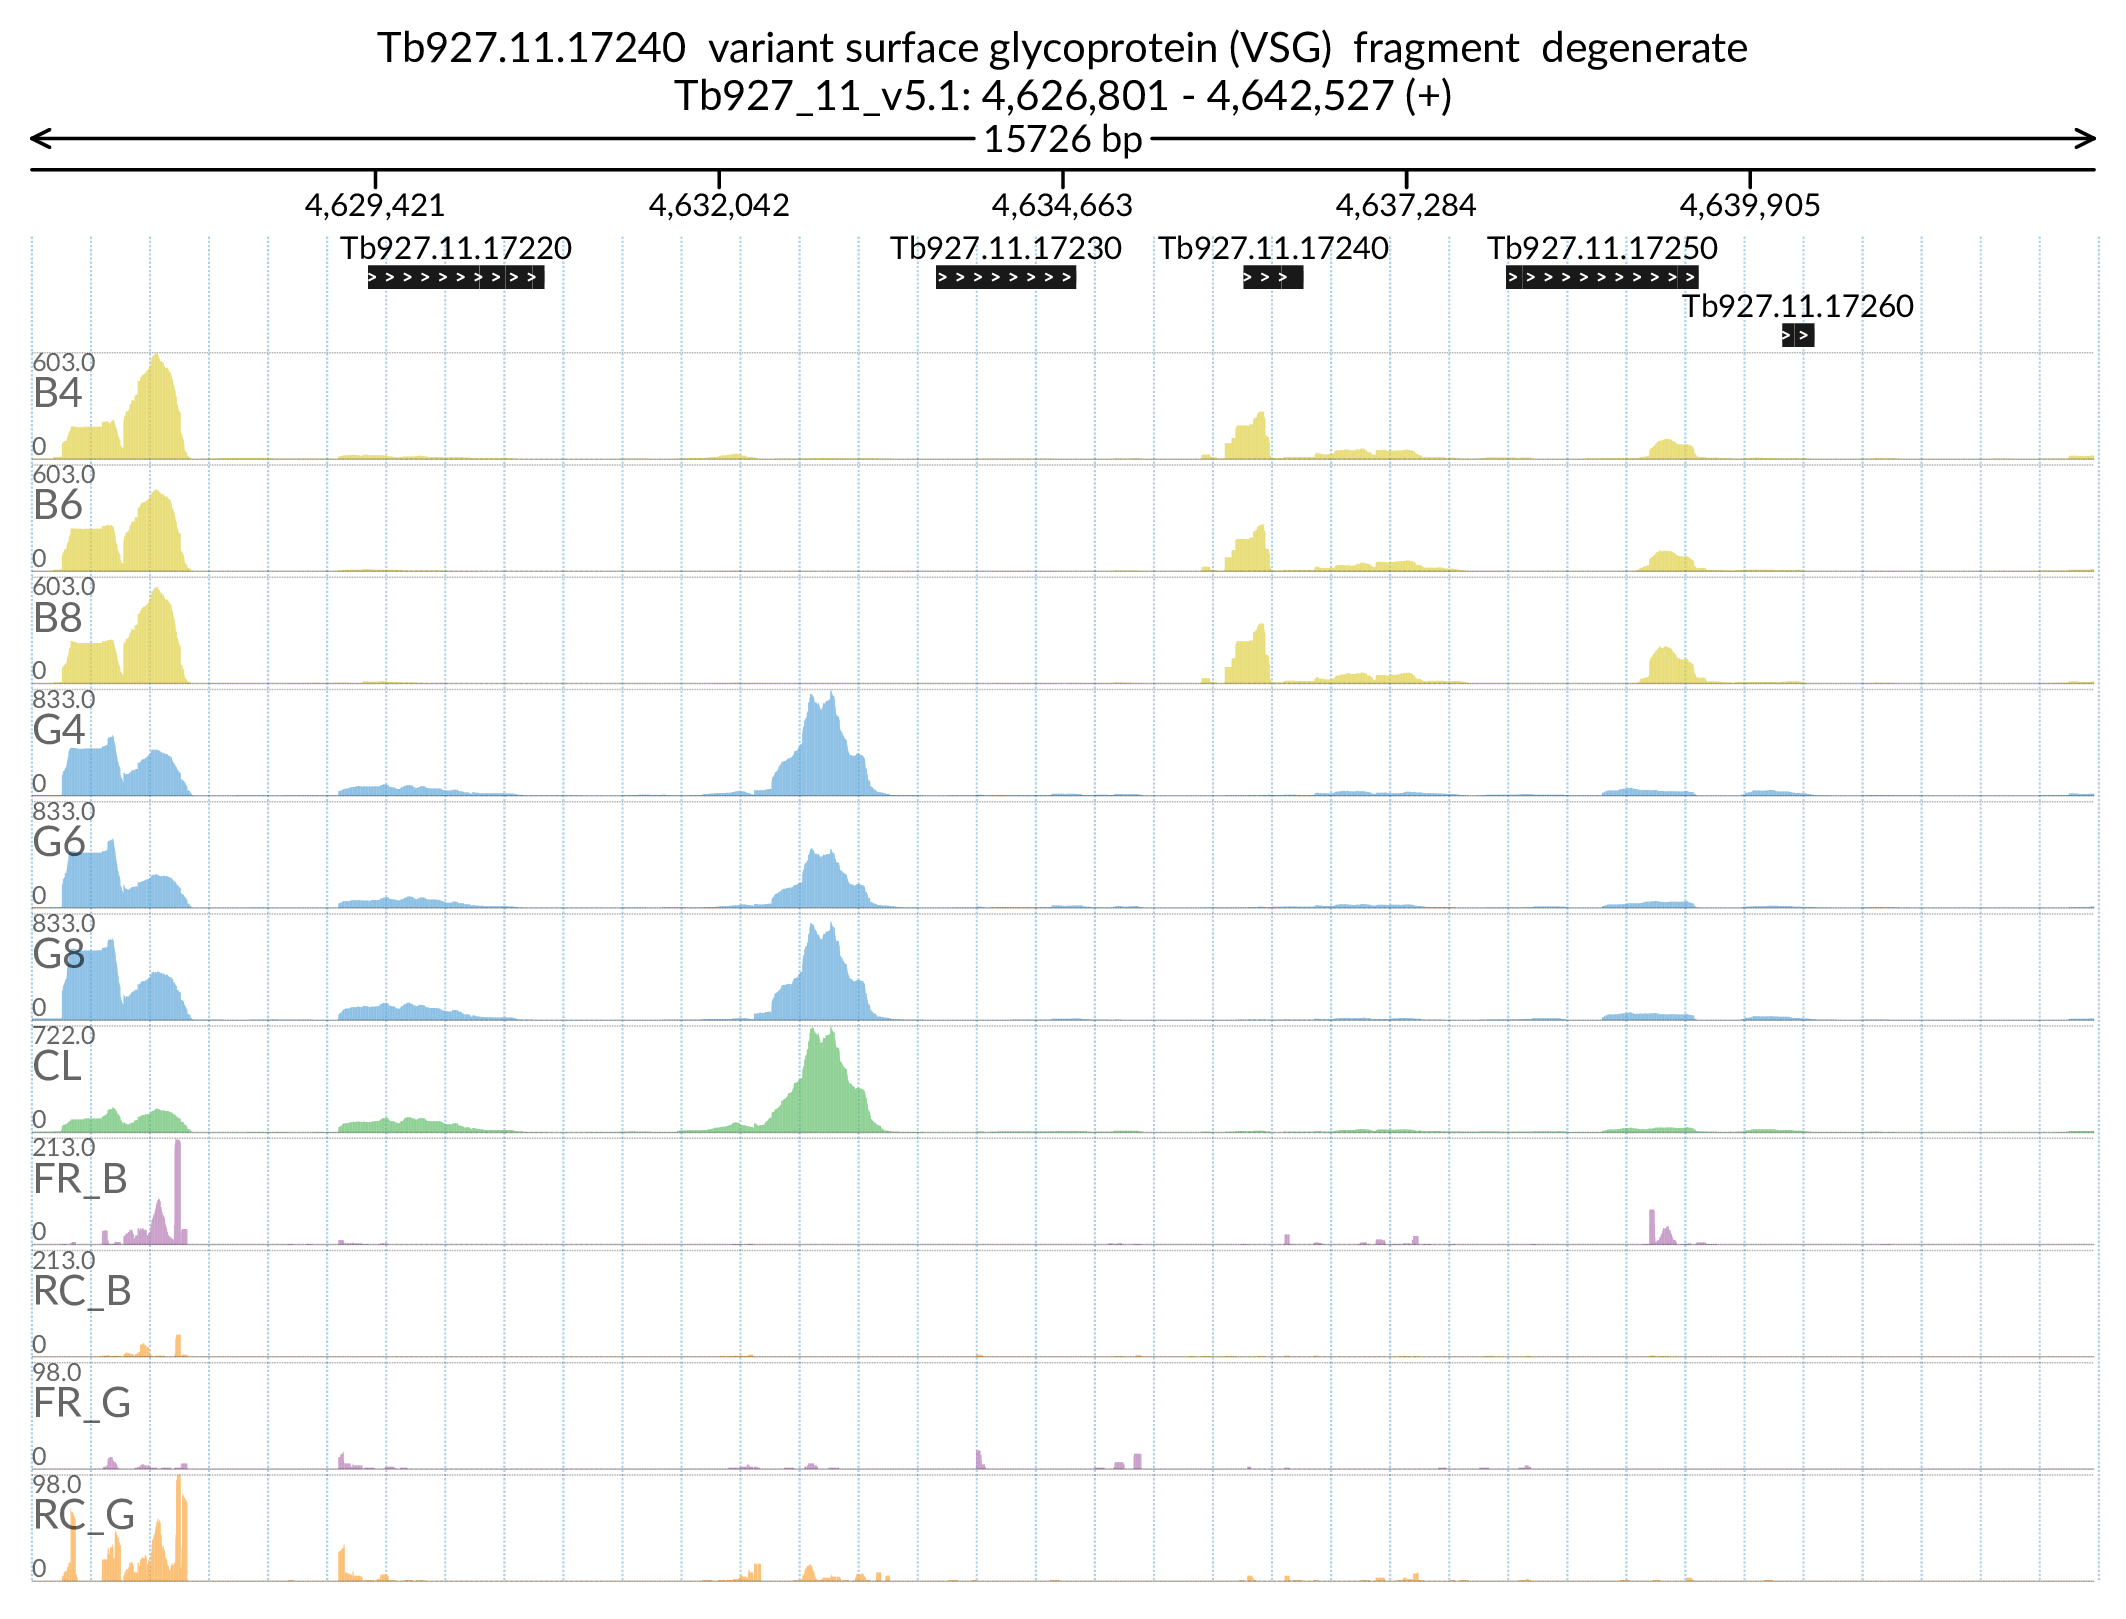 Tb927.11.17240  variant surface glycoprotein (VSG)  fragment  degenerate
Tb927_11_v5.1: 4,626,801 - 4,642,527 (+)
15726 bp
4,629,421 4,632,042 4,634,663 4,637,284 4,639,905
Tb927.11.17220 Tb927.11.17230 Tb927.11.17240 Tb927.11.17250
Tb927.11.17260
603.0
B4
0
603.0
B6
0
603.0
B8
0
833.0
G4
0
833.0
G6
0
833.0
G8
0
722.0
CL
0
213.0
FR_B
0
213.0
RC_B
0
98.0
FR_G
0
98.0
RC_G
0